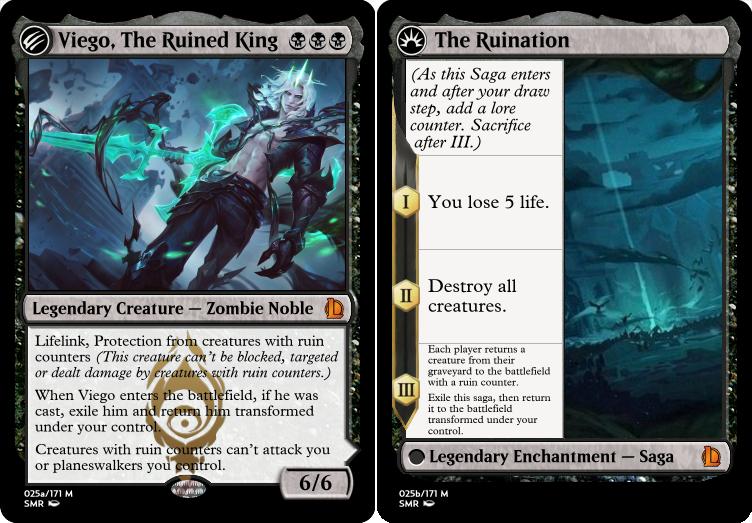 Viego, The Ruined King
Legendary Creature — Zombie Noble
Lifelink, Protection from creatures with ruin
counters (This creature can't be blocked, targeted
or dealt damage by creatures with ruin counters.)
When Viego enters the battlefield, if he was
cast, exile him and return him transformed
under your control.
Creatures with ruin counters can't attack you
or planeswalkers you control.
6/6
025a/171 M
SMR
The Ruination
(As this Saga enters
and after your draw
step, add a lore
counter. Sacrifice
after III.)
I
You lose 5 life.
II
Destroy all
creatures.
III
Each player returns a
creature from their
graveyard to the battlefield
with a ruin counter.
Exile this saga, then return
it to the battlefield
transformed under your
control.
Legendary Enchantment — Saga
025b/171 M
SMR